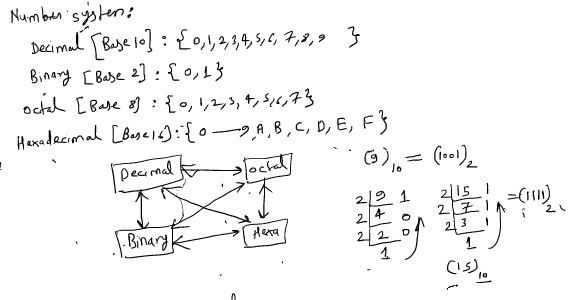 Number system:
Decimal [Base 10] : { 0,1,2,3,4,5,6,7,8,9 }
Binary [Base 2] : { 0,1 }
octal [Base 8] : { 0,1,2,3,4,5,6,7 }
Hexadecimal [Base 16] : { 0 — 9, A, B, C, D, E, F }
(9)10 = (1001)2
Decimal octal
Binary Hexa
2 | 9 1
2 | 4 0
2 | 2 0
1
2 | 15 1
2 | 7 1
2 | 3 1
1
= (1111)2
(15)10